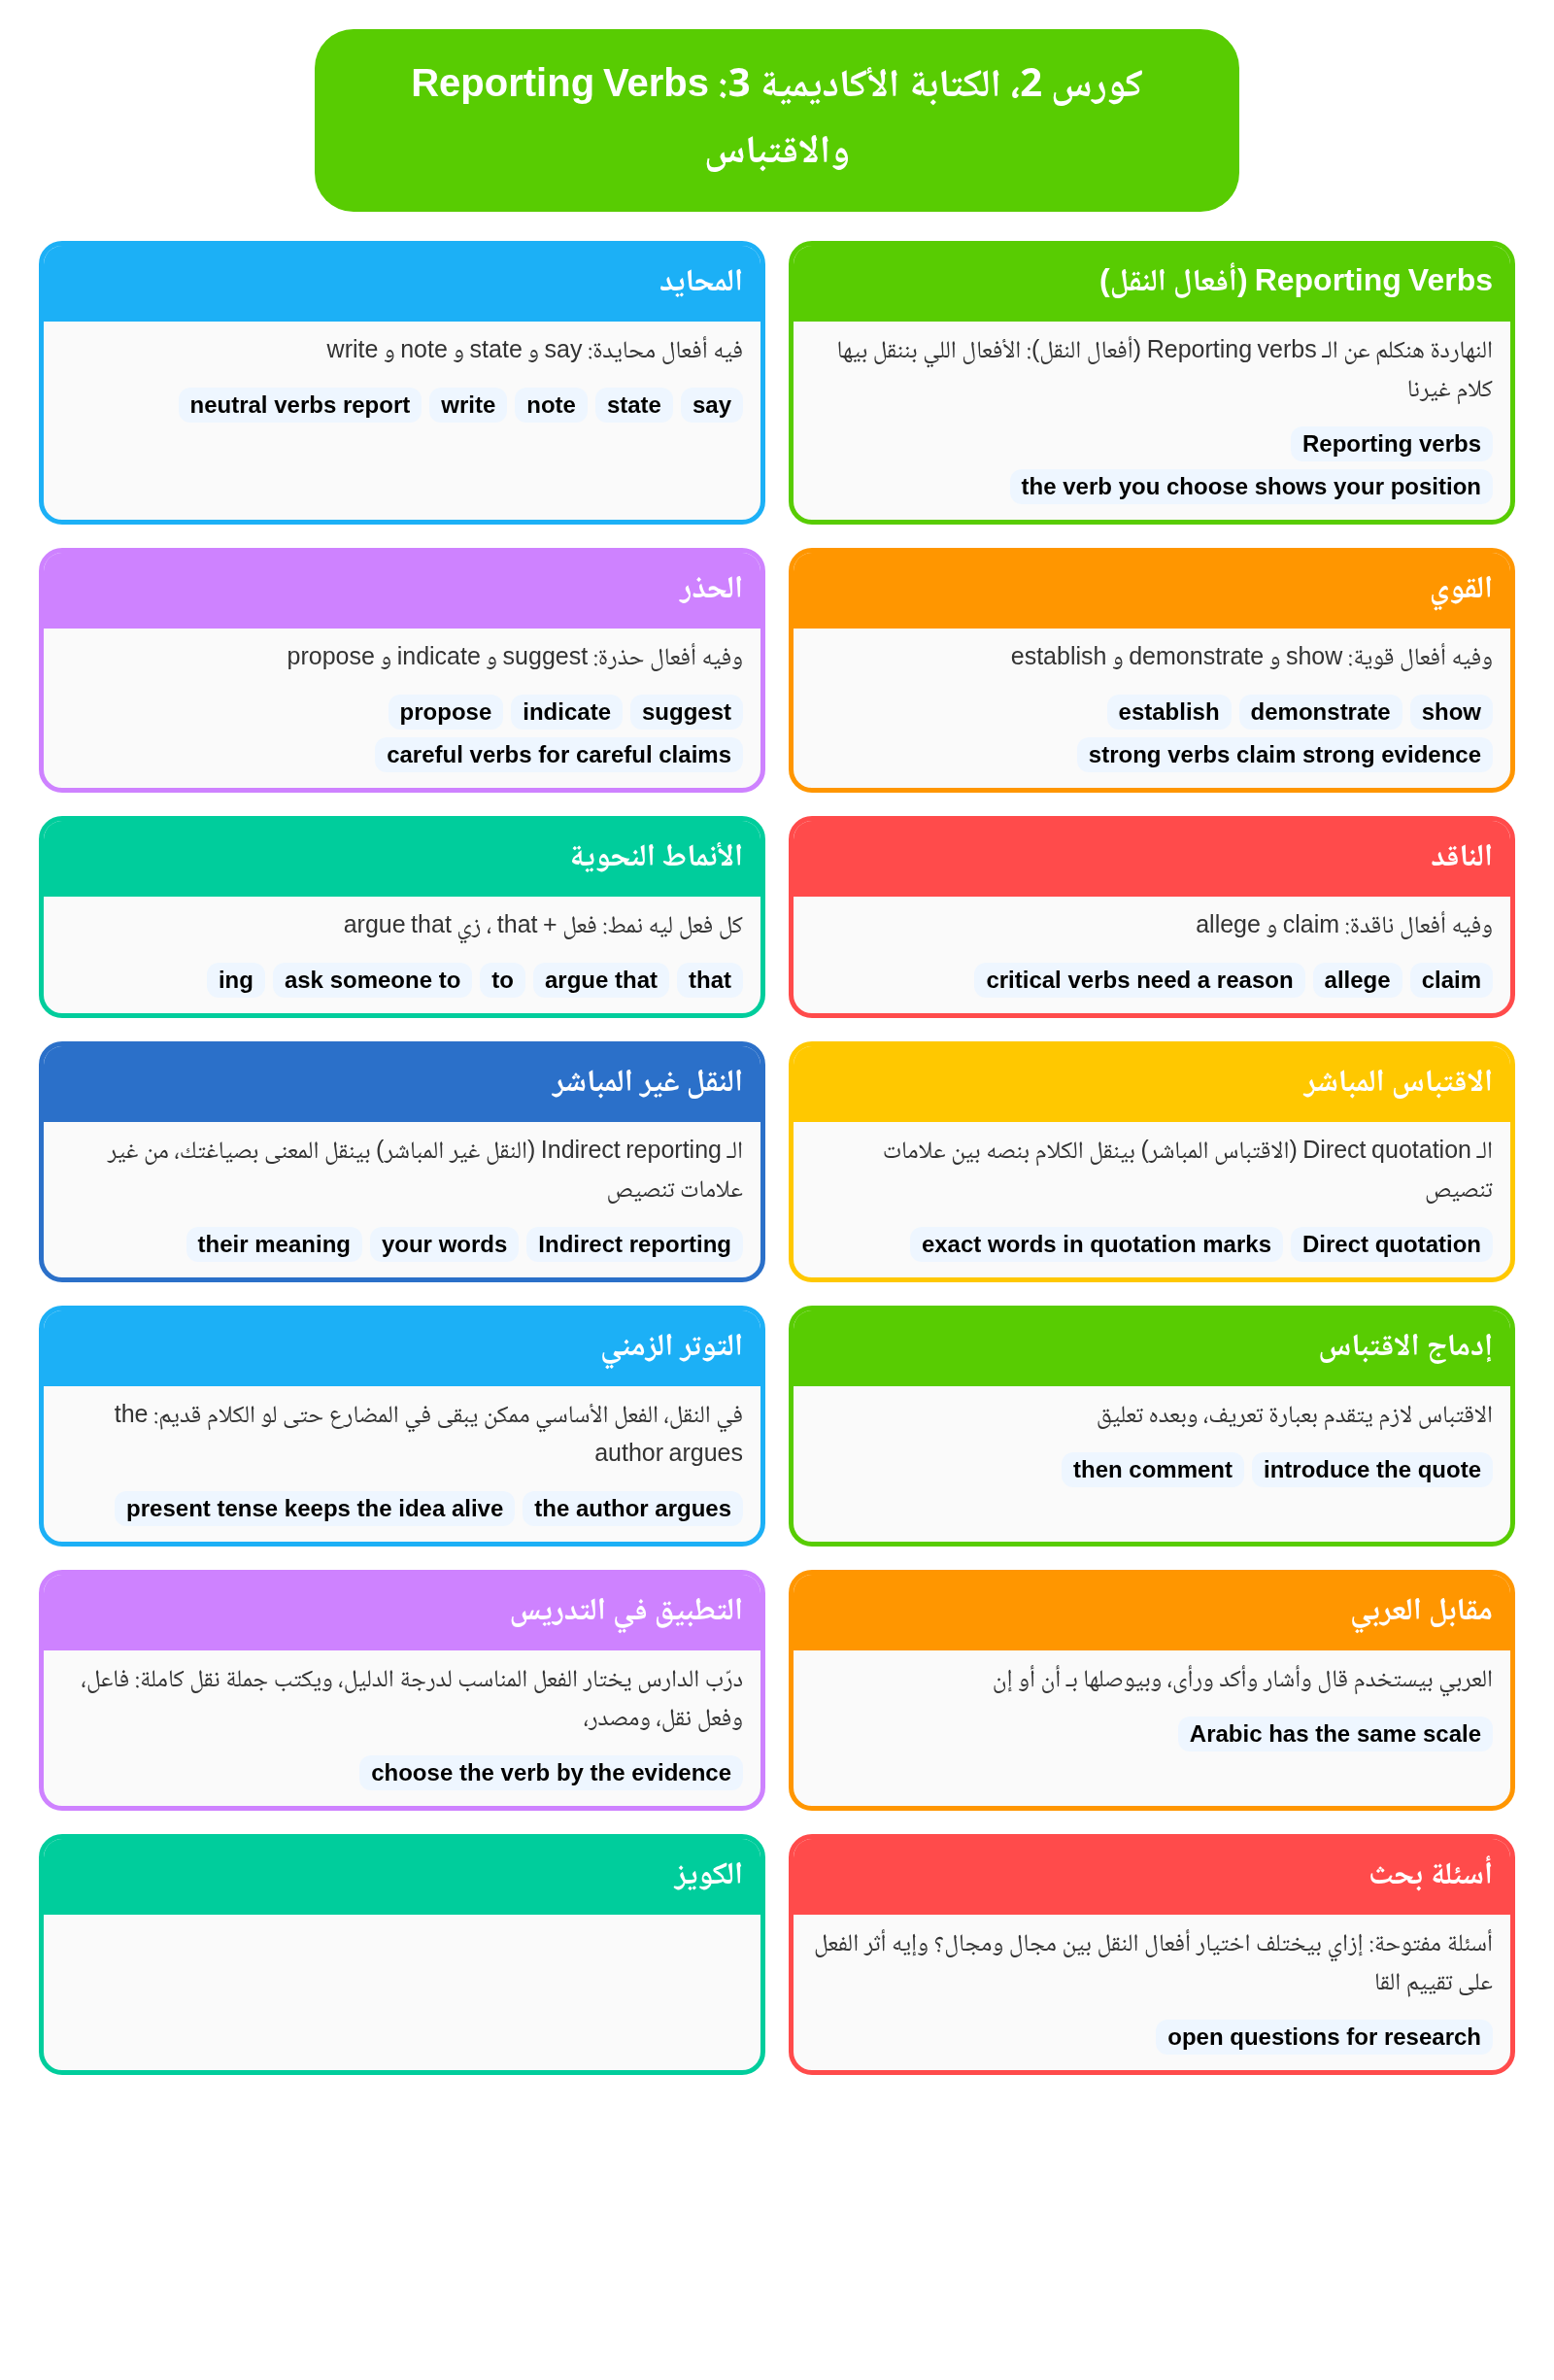 كورس 2، الكتابة الأكاديمية 3: Reporting Verbs
والاقتباس
Reporting Verbs (أفعال النقل)
النهاردة هنكلم عن الـ Reporting verbs (أفعال النقل): الأفعال اللي بننقل بيها
كلام غيرنا
Reporting verbs
the verb you choose shows your position
المحايد
فيه أفعال محايدة: say و state و note و write
say state note write neutral verbs report
القوي
وفيه أفعال قوية: show و demonstrate و establish
show demonstrate establish
strong verbs claim strong evidence
الحذر
وفيه أفعال حذرة: suggest و indicate و propose
suggest indicate propose
careful verbs for careful claims
الناقد
وفيه أفعال ناقدة: claim و allege
claim allege critical verbs need a reason
الأنماط النحوية
كل فعل ليه نمط: فعل + that ، زي argue that
that argue that to ask someone to ing
الاقتباس المباشر
الـ Direct quotation (الاقتباس المباشر) بينقل الكلام بنصه بين علامات
تنصيص
Direct quotation exact words in quotation marks
النقل غير المباشر
الـ Indirect reporting (النقل غير المباشر) بينقل المعنى بصياغتك، من غير
علامات تنصيص
Indirect reporting your words their meaning
إدماج الاقتباس
الاقتباس لازم يتقدم بعبارة تعريف، وبعده تعليق
introduce the quote then comment
التوتر الزمني
في النقل، الفعل الأساسي ممكن يبقى في المضارع حتى لو الكلام قديم: the
author argues
the author argues present tense keeps the idea alive
مقابل العربي
العربي بيستخدم قال وأشار وأكد ورأى، وبيوصلها بـ أن أو إن
Arabic has the same scale
التطبيق في التدريس
درّب الدارس يختار الفعل المناسب لدرجة الدليل، ويكتب جملة نقل كاملة: فاعل،
وفعل نقل، ومصدر،
choose the verb by the evidence
أسئلة بحث
أسئلة مفتوحة: إزاي بيختلف اختيار أفعال النقل بين مجال ومجال؟ وإيه أثر الفعل
على تقييم القا
open questions for research
الكويز